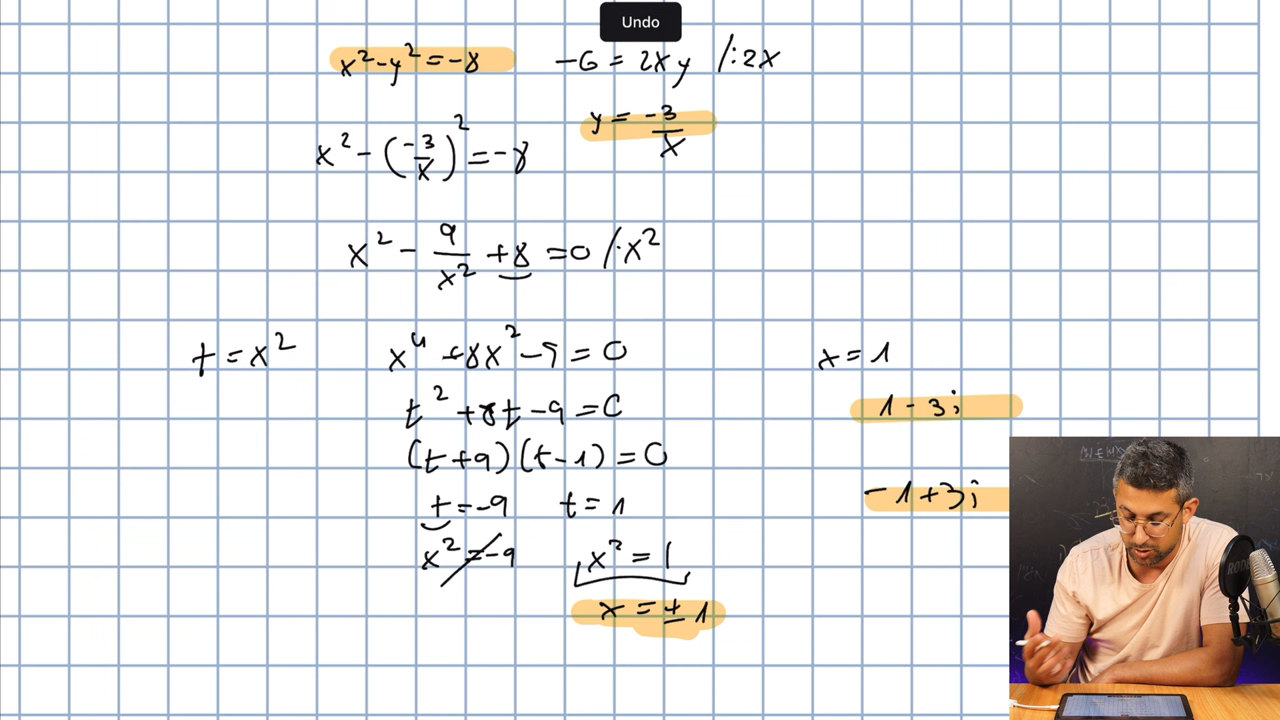 Undo
x² - y² = -8
-6 = 2xy /:2x
y = -3/x
x² - (-3/x)² = -8
x² - 9/x² + 8 = 0 /·x²
t = x²
x⁴ + 8x² - 9 = 0
x = 1
t² + 8t - 9 = 0
1 - 3i
(t + 9)(t - 1) = 0
-1 + 3i
t = -9
t = 1
x² = -9
x² = 1
x = ± 1